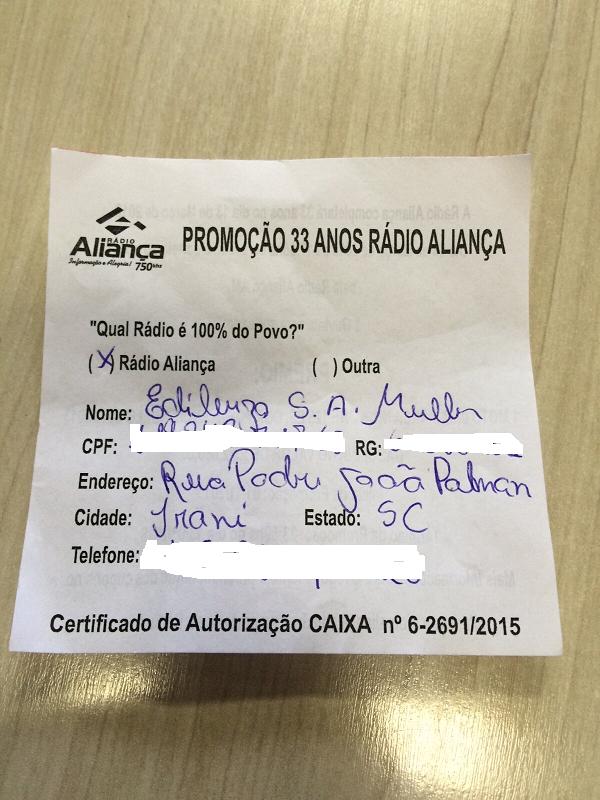 RÁDIO
Aliança
Informação e Alegria! 750khz
PROMOÇÃO 33 ANOS RÁDIO ALIANÇA
"Qual Rádio é 100% do Povo?"
(X) Rádio Aliança ( ) Outra
Nome: Edilenza S. A. Muller
CPF: RG:
Endereço: Rua Padre João Patman
Cidade: Irani Estado: SC
Telefone:
Certificado de Autorização CAIXA nº 6-2691/2015